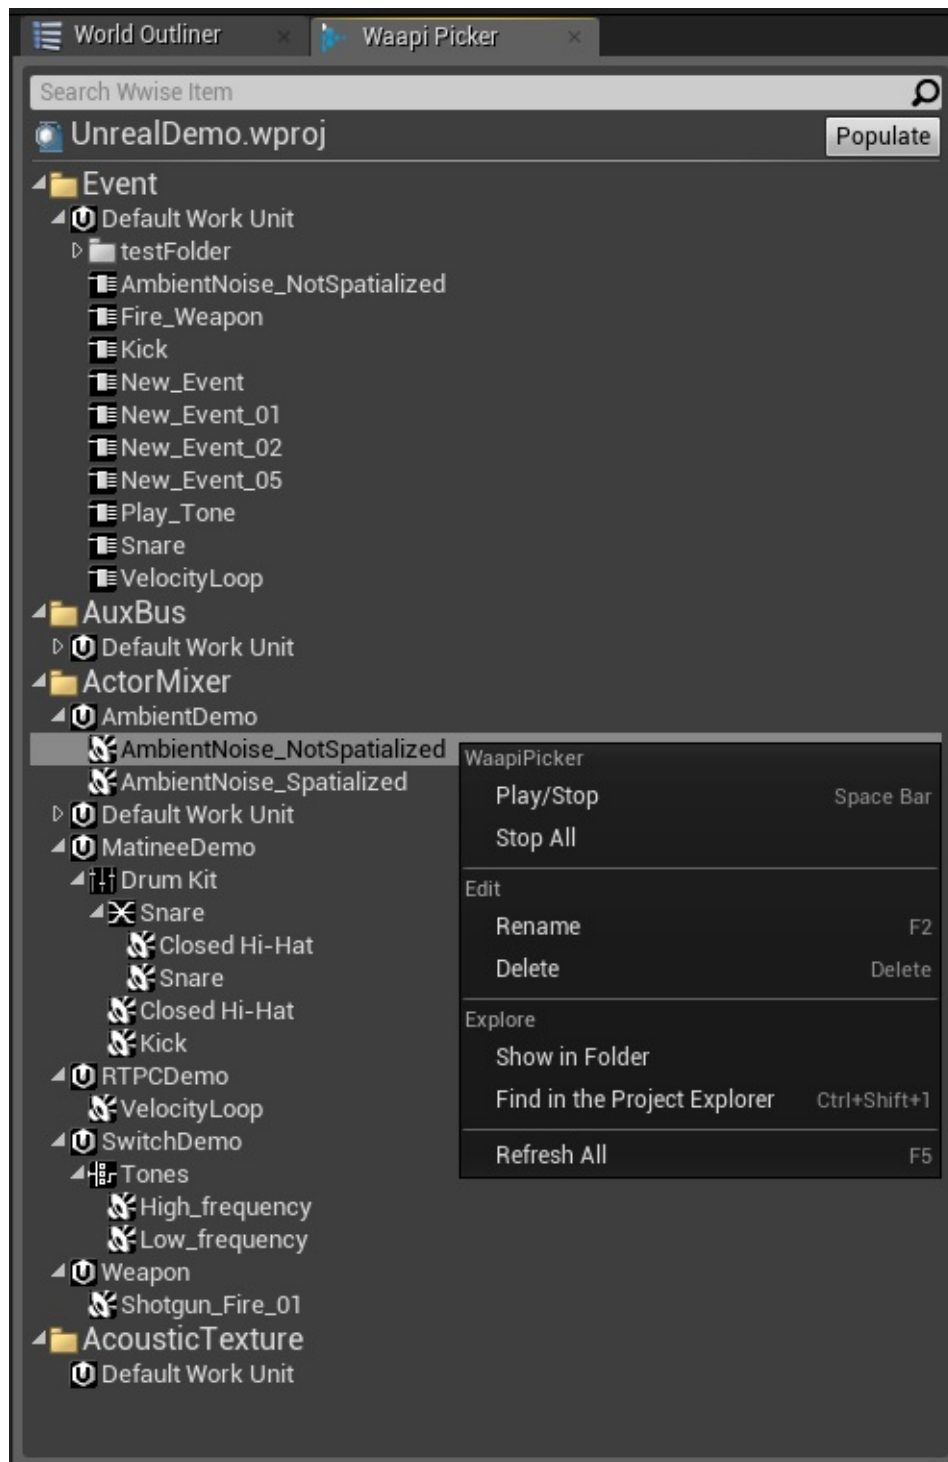 World Outliner
Waapi Picker
Search Wwise Item
UnrealDemo.wproj
Populate
Event
Default Work Unit
testFolder
AmbientNoise_NotSpatialized
Fire_Weapon
Kick
New_Event
New_Event_01
New_Event_02
New_Event_05
Play_Tone
Snare
VelocityLoop
AuxBus
Default Work Unit
ActorMixer
AmbientDemo
AmbientNoise_NotSpatialized
AmbientNoise_Spatialized
Default Work Unit
MatineeDemo
Drum Kit
Snare
Closed Hi-Hat
Snare
Closed Hi-Hat
Kick
RTPCDemo
VelocityLoop
SwitchDemo
Tones
High_frequency
Low_frequency
Weapon
Shotgun_Fire_01
AcousticTexture
Default Work Unit
WaapiPicker
Play/Stop Space Bar
Stop All
Edit
Rename F2
Delete Delete
Explore
Show in Folder
Find in the Project Explorer Ctrl+Shift+1
Refresh All F5